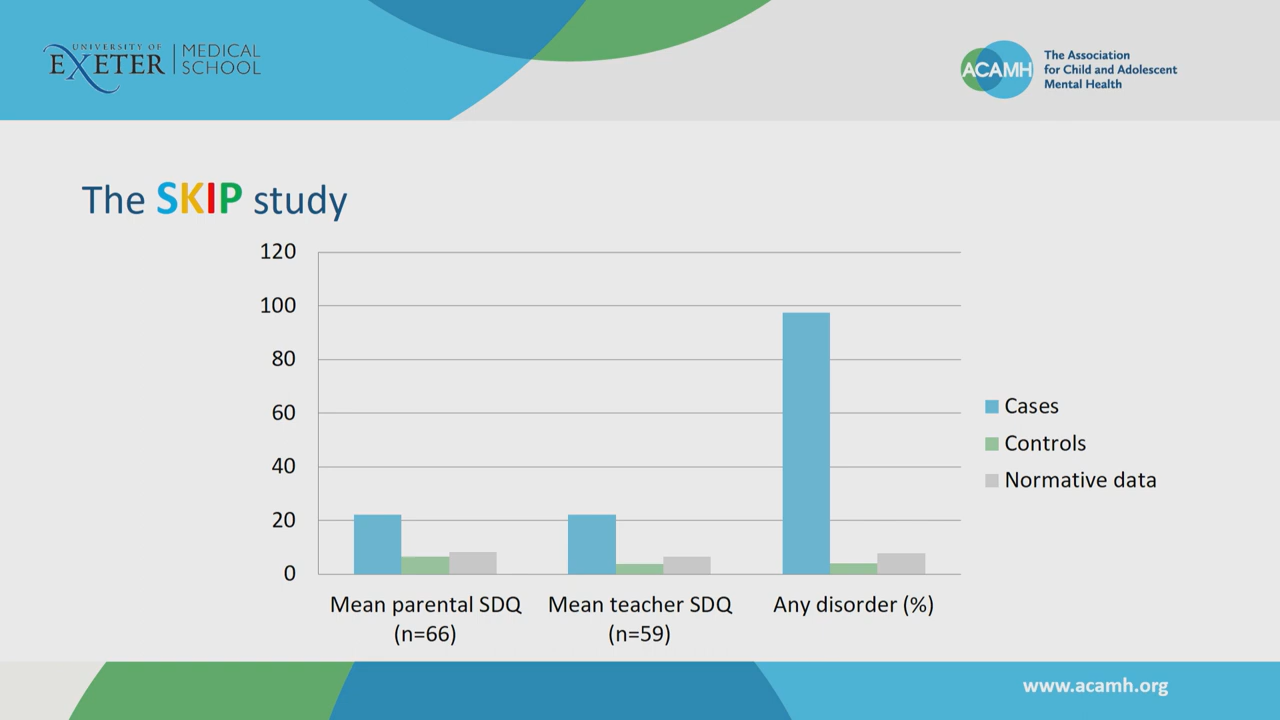 UNIVERSITY OF
EXETER
MEDICAL
SCHOOL
ACAMH
The Association
for Child and Adolescent
Mental Health
The SKIP study
120
100
80
60
40
20
0
Cases
Controls
Normative data
Mean parental SDQ
(n=66)
Mean teacher SDQ
(n=59)
Any disorder (%)
www.acamh.org